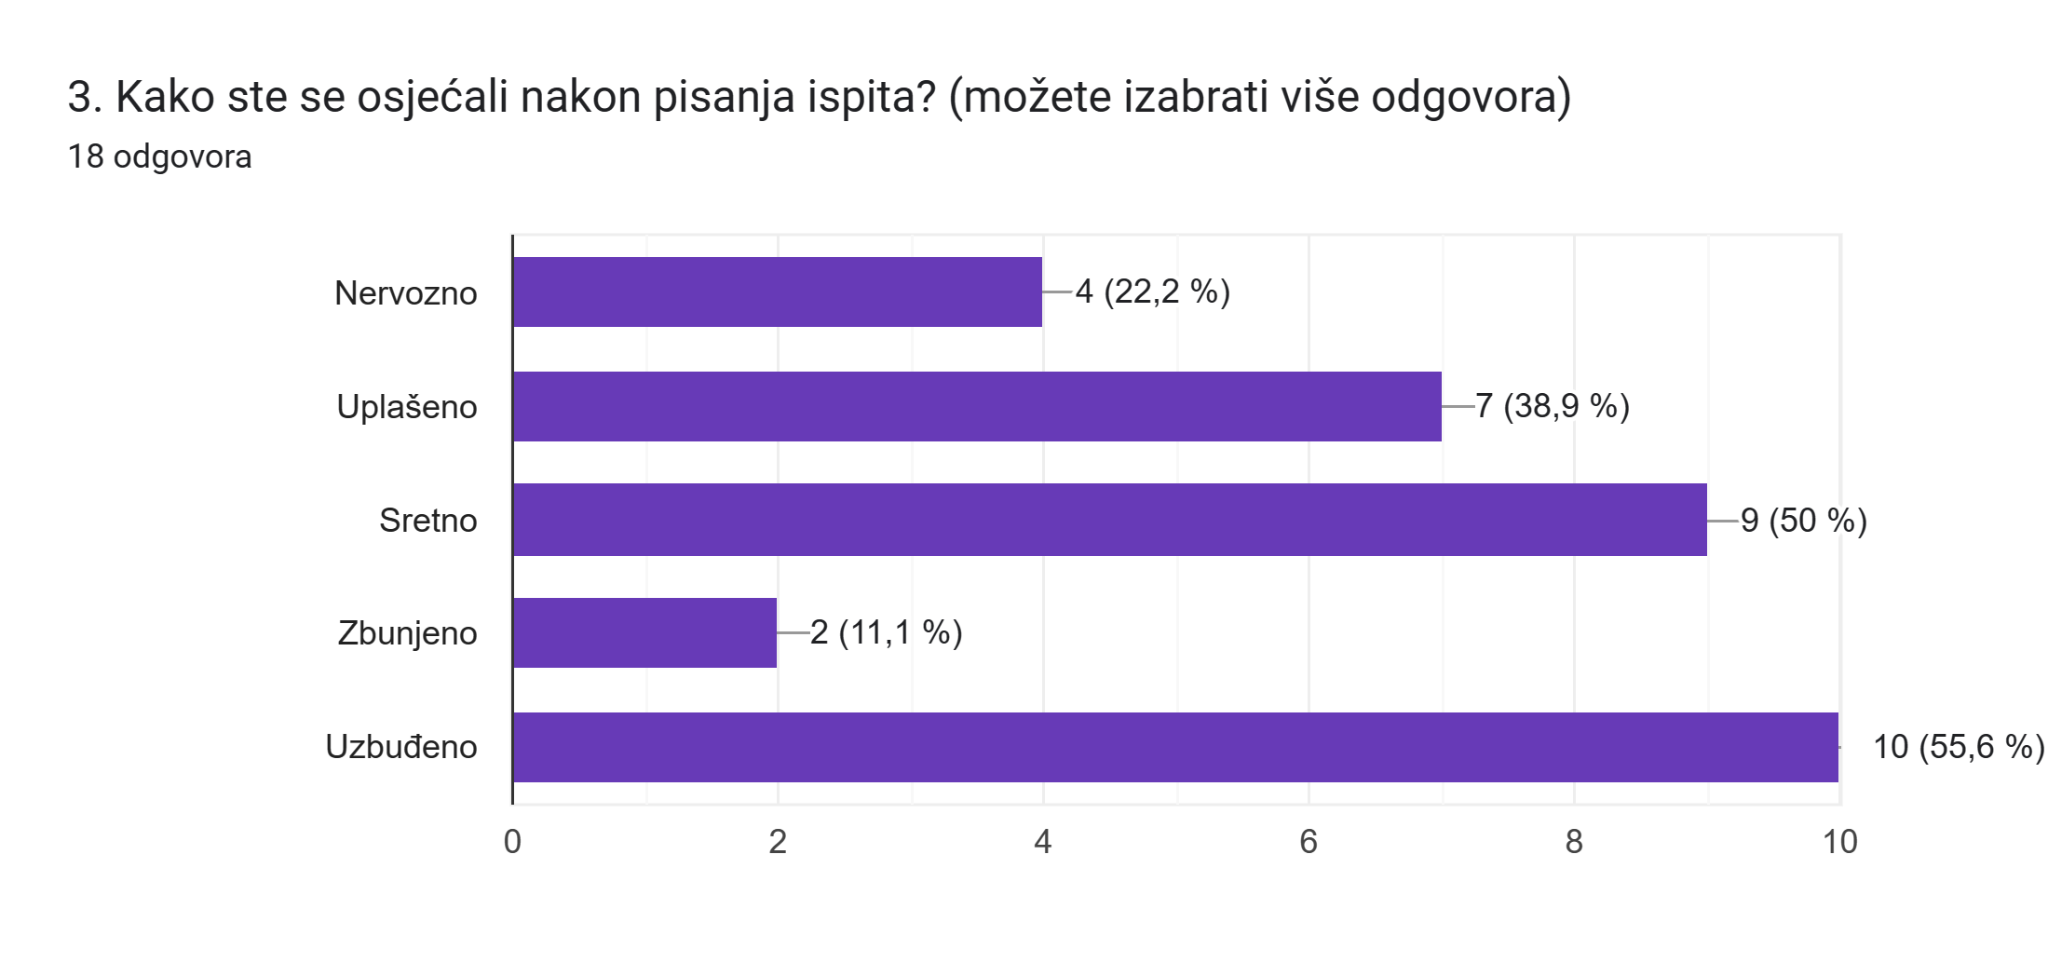 3. Kako ste se osjećali nakon pisanja ispita? (možete izabrati više odgovora)
18 odgovora
Nervozno 4 (22,2 %)
Uplašeno 7 (38,9 %)
Sretno 9 (50 %)
Zbunjeno 2 (11,1 %)
Uzbuđeno 10 (55,6 %)
0 2 4 6 8 10